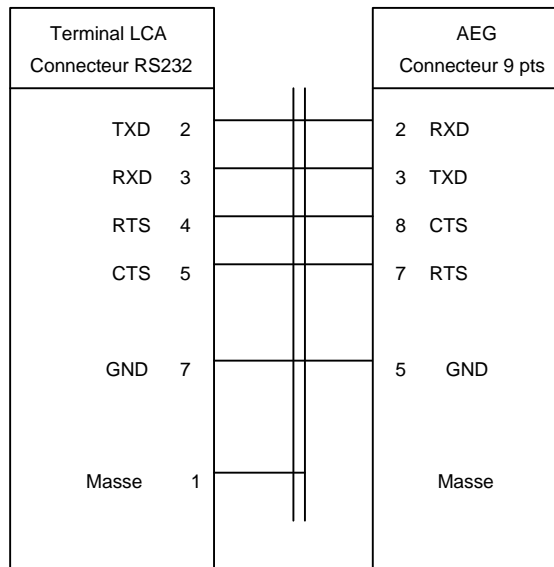 Terminal LCA
Connecteur RS232
AEG
Connecteur 9 pts
TXD 2
2 RXD
RXD 3
3 TXD
RTS 4
8 CTS
CTS 5
7 RTS
GND 7
5 GND
Masse 1
Masse